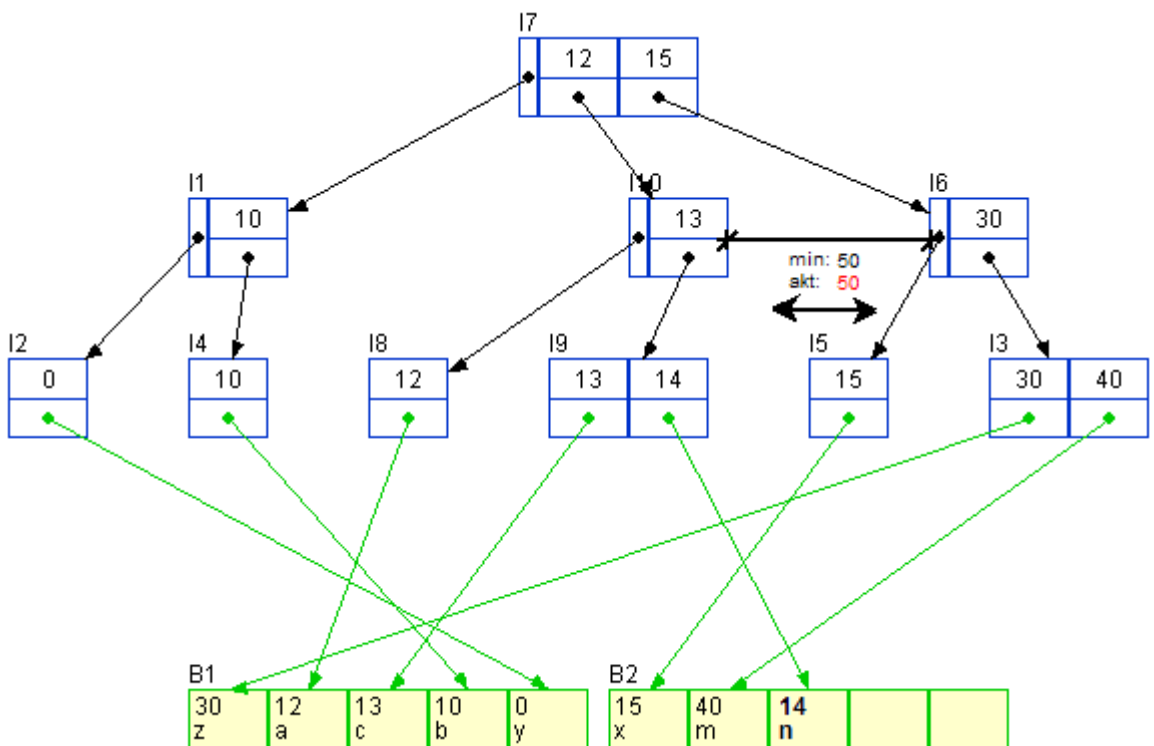 I7
12 15
I1 I10 I6
10 13 30
min: 50
akt: 50
I2 I4 I8 I9 I5 I3
0 10 12 13 14 15 30 40
B1 B2
30 12 13 10 0 15 40 14
z a c b y x m n